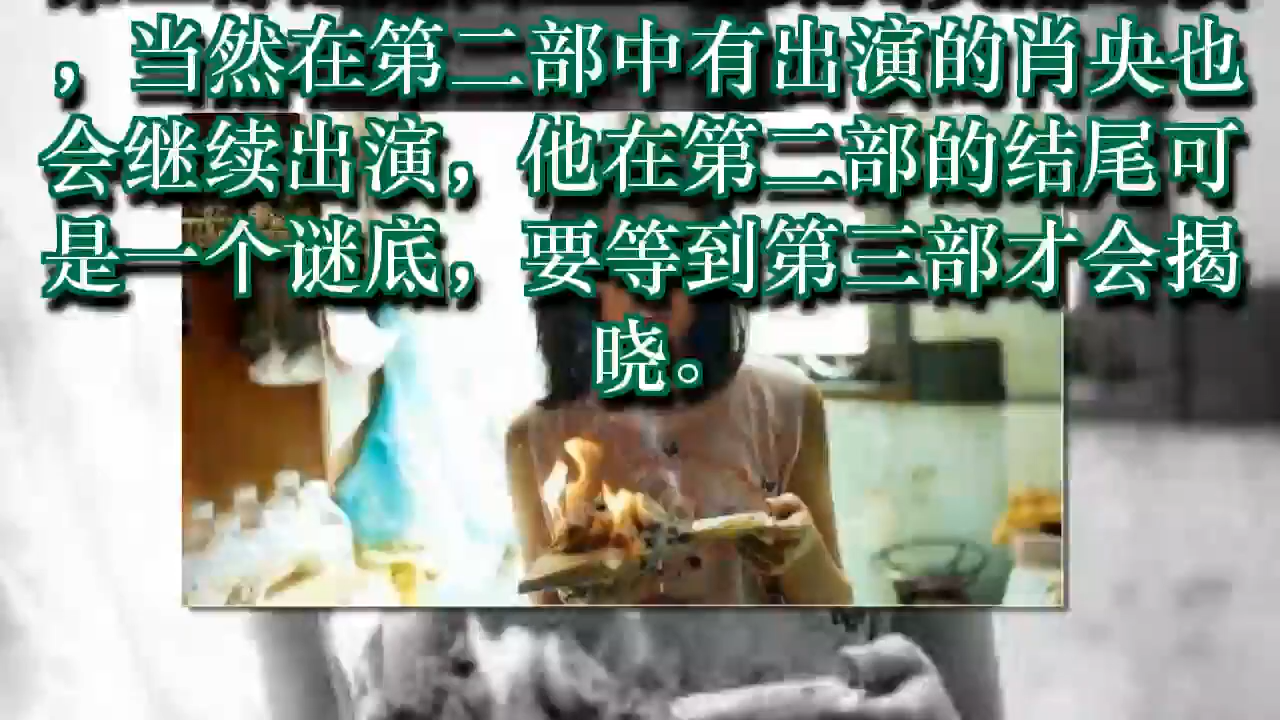 ，当然在第二部中有出演的肖央也
会继续出演，他在第二部的结尾可
是一个谜底，要等到第三部才会揭
晓。